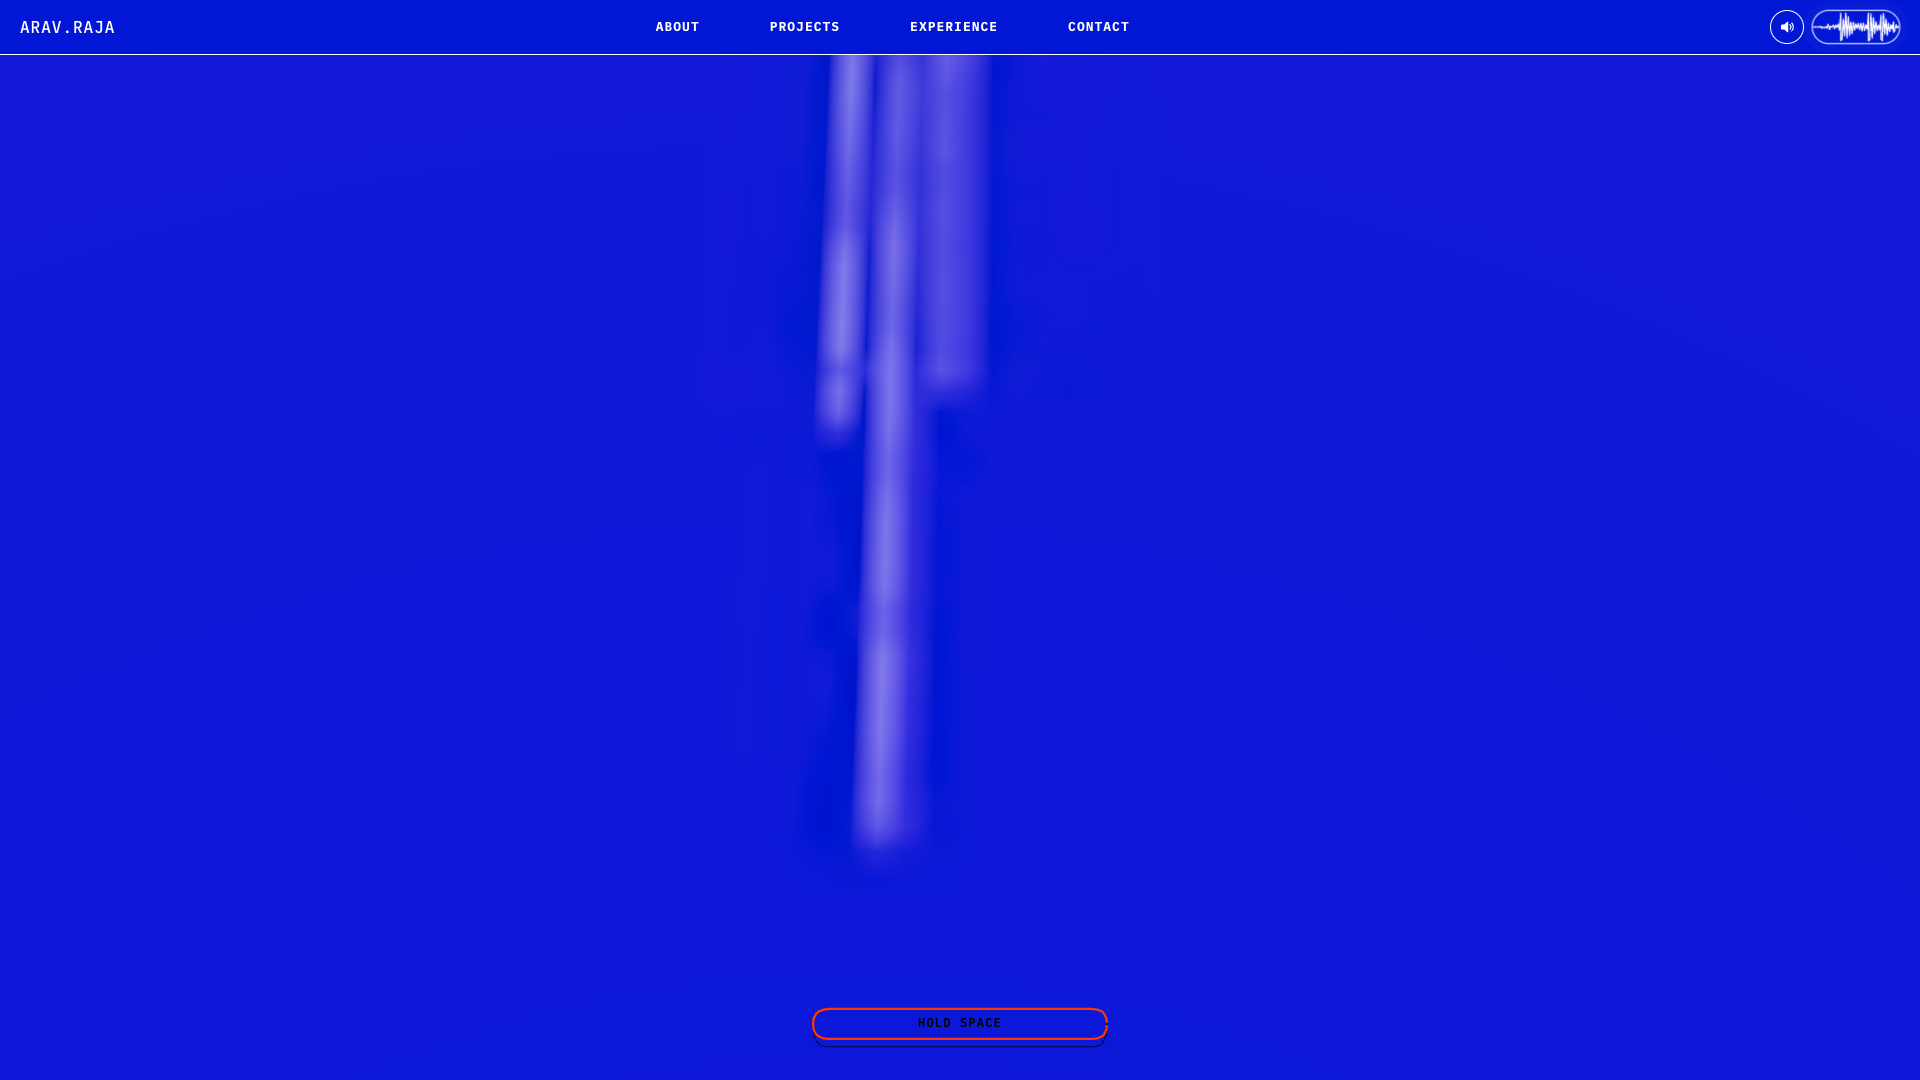 ARAV.RAJA
ABOUT
PROJECTS
EXPERIENCE
CONTACT
HOLD SPACE